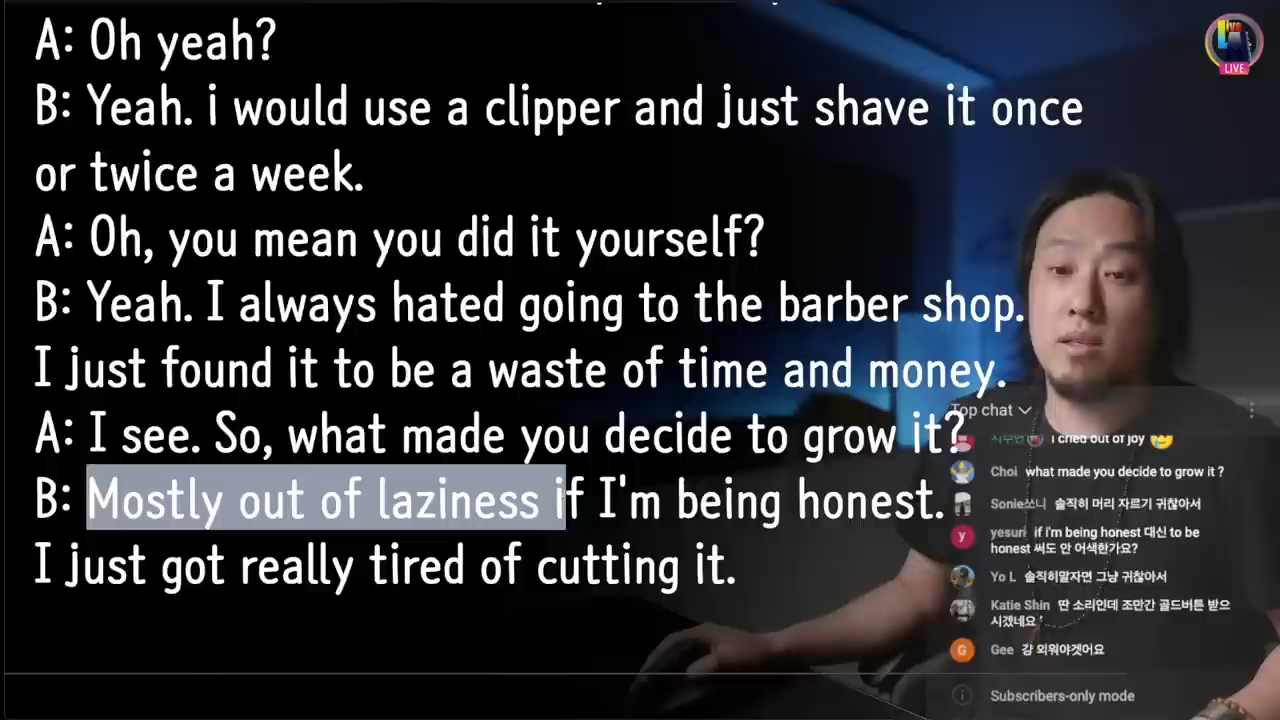 A: Oh yeah?
B: Yeah. i would use a clipper and just shave it once
or twice a week.
A: Oh, you mean you did it yourself?
B: Yeah. I always hated going to the barber shop.
I just found it to be a waste of time and money.
A: I see. So, what made you decide to grow it?
B: Mostly out of laziness if I'm being honest.
I just got really tired of cutting it.
Live
LIVE
Top chat
I cried out of joy
Choi what made you decide to grow it ?
Sonie쏘니 솔직히 머리 자르기 귀찮아서
yesuri if i'm being honest 대신 to be
honest 써도 안 어색한가요?
Yo L 솔직히말자면 그냥 귀찮아서
Katie Shin 딴 소리인데 조만간 골드버튼 받으
시겠네요
Gee 걍 외워야겟어요
Subscribers-only mode